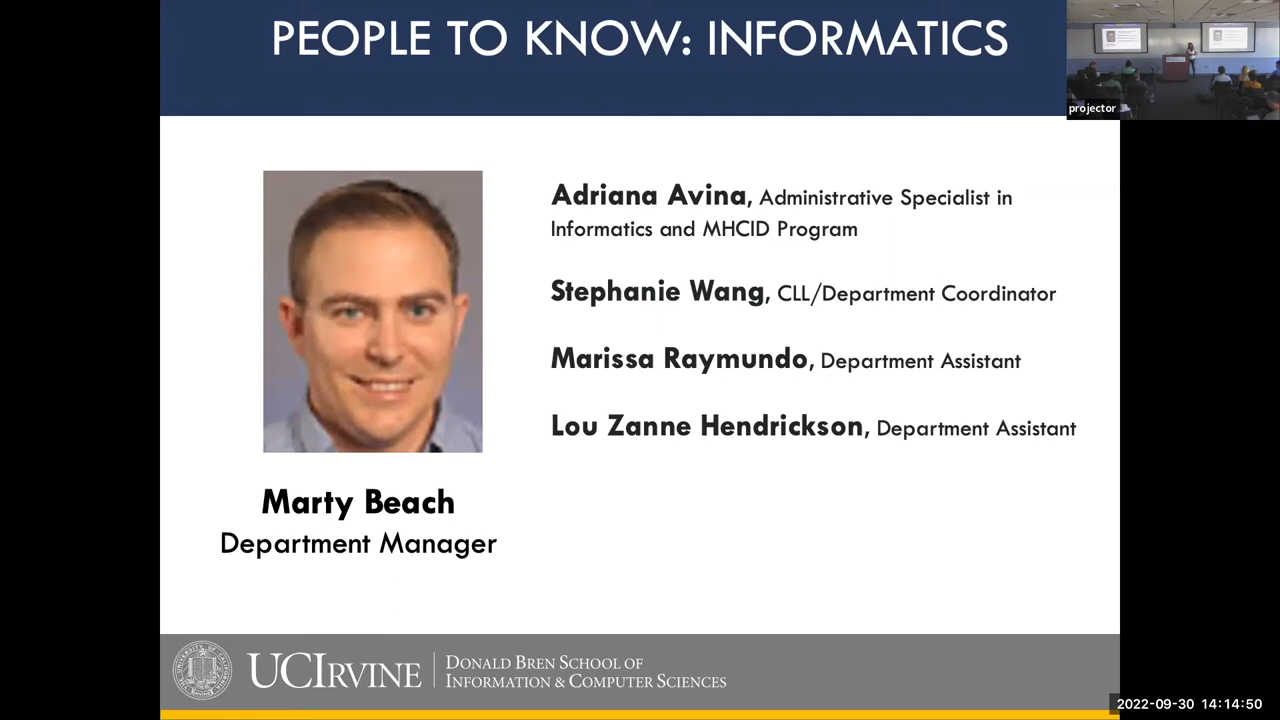 PEOPLE TO KNOW: INFORMATICS
projector
Adriana Avina, Administrative Specialist in
Informatics and MHCID Program
Stephanie Wang, CLL/Department Coordinator
Marissa Raymundo, Department Assistant
Lou Zanne Hendrickson, Department Assistant
Marty Beach
Department Manager
UCIRVINE
DONALD BREN SCHOOL OF
INFORMATION & COMPUTER SCIENCES
2022-09-30 14:14:50